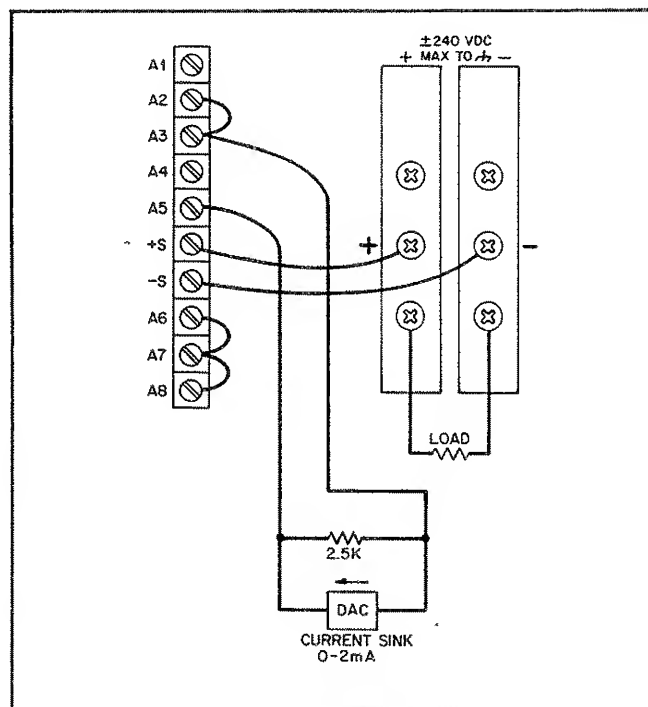 ±240 VDC
+ MAX TO ⏚ −
A1
A2
A3
A4
A5
+S
−S
A6
A7
A8
+
−
LOAD
2.5K
DAC
CURRENT SINK
0-2mA